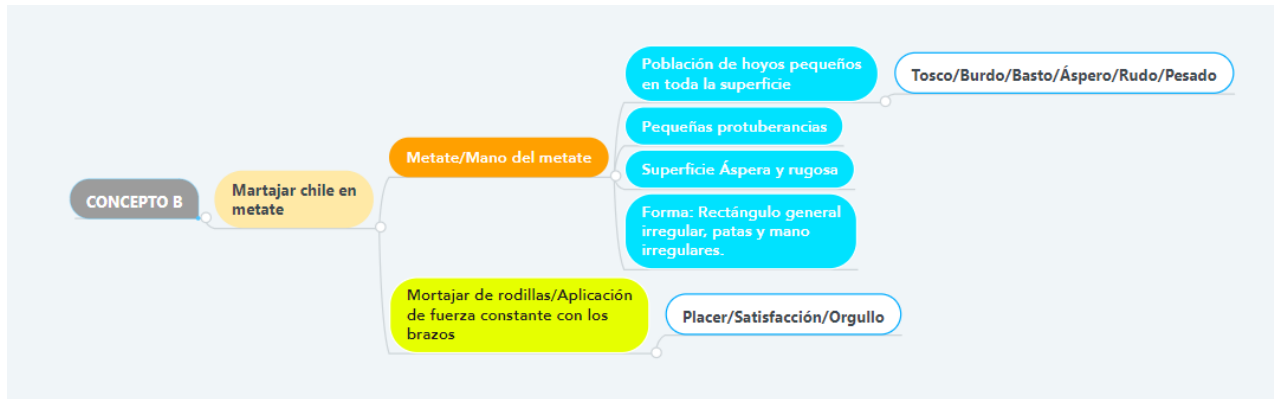 CONCEPTO B
Martajar chile en
metate
Metate/Mano del metate
Población de hoyos pequeños
en toda la superficie
Tosco/Burdo/Basto/Áspero/Rudo/Pesado
Pequeñas protuberancias
Superficie Áspera y rugosa
Forma: Rectángulo general
irregular, patas y mano
irregulares.
Mortajar de rodillas/Aplicación
de fuerza constante con los
brazos
Placer/Satisfacción/Orgullo